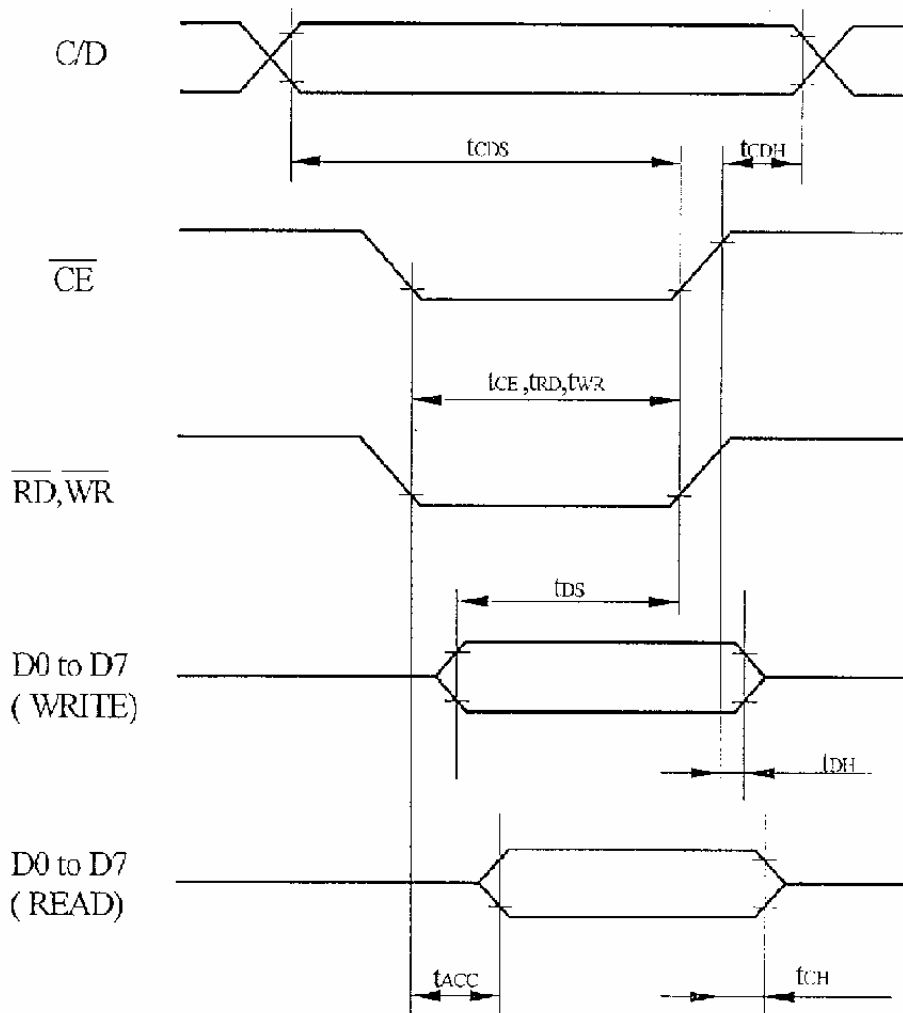 C/D
tCDS
tCDH
CE
tCE ,tRD,tWR
RD,WR
tDS
D0 to D7
( WRITE)
tDH
D0 to D7
( READ)
tACC
tCH